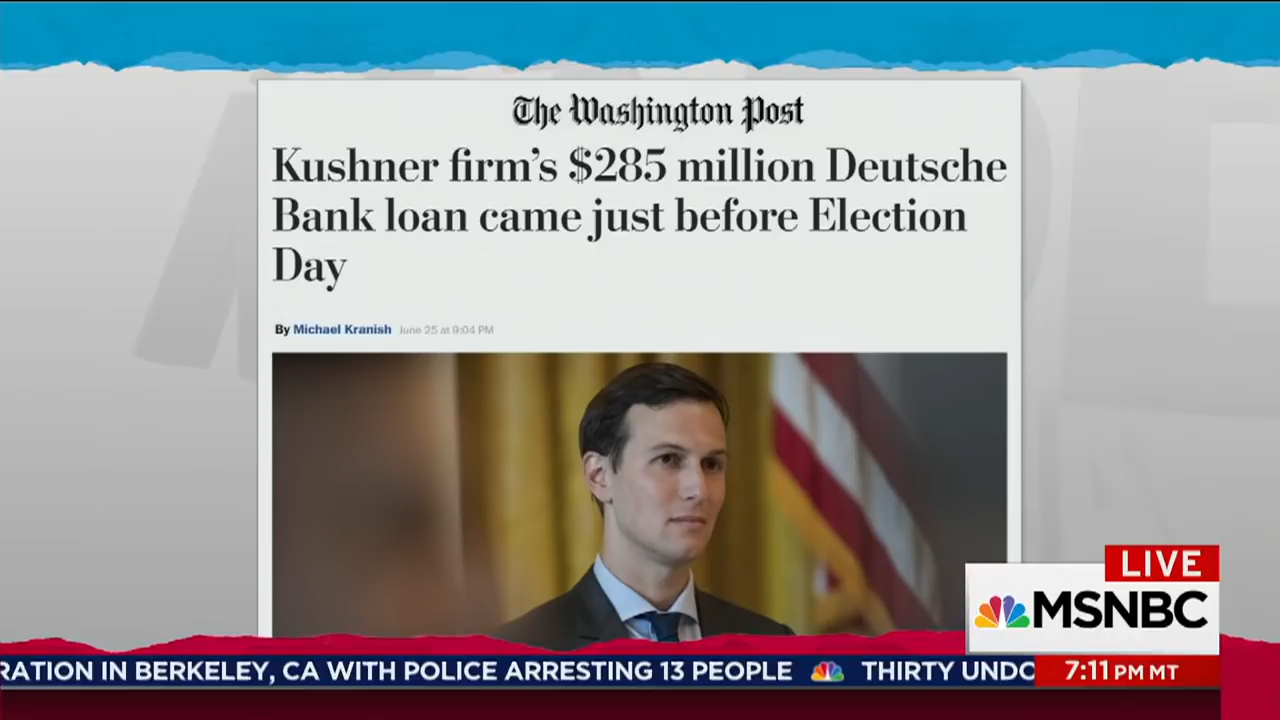 The Washington Post
Kushner firm's $285 million Deutsche
Bank loan came just before Election
Day
By Michael Kranish June 25 at 9:04 PM
LIVE
MSNBC
RATION IN BERKELEY, CA WITH POLICE ARRESTING 13 PEOPLE THIRTY UNDO
7:11 PM MT